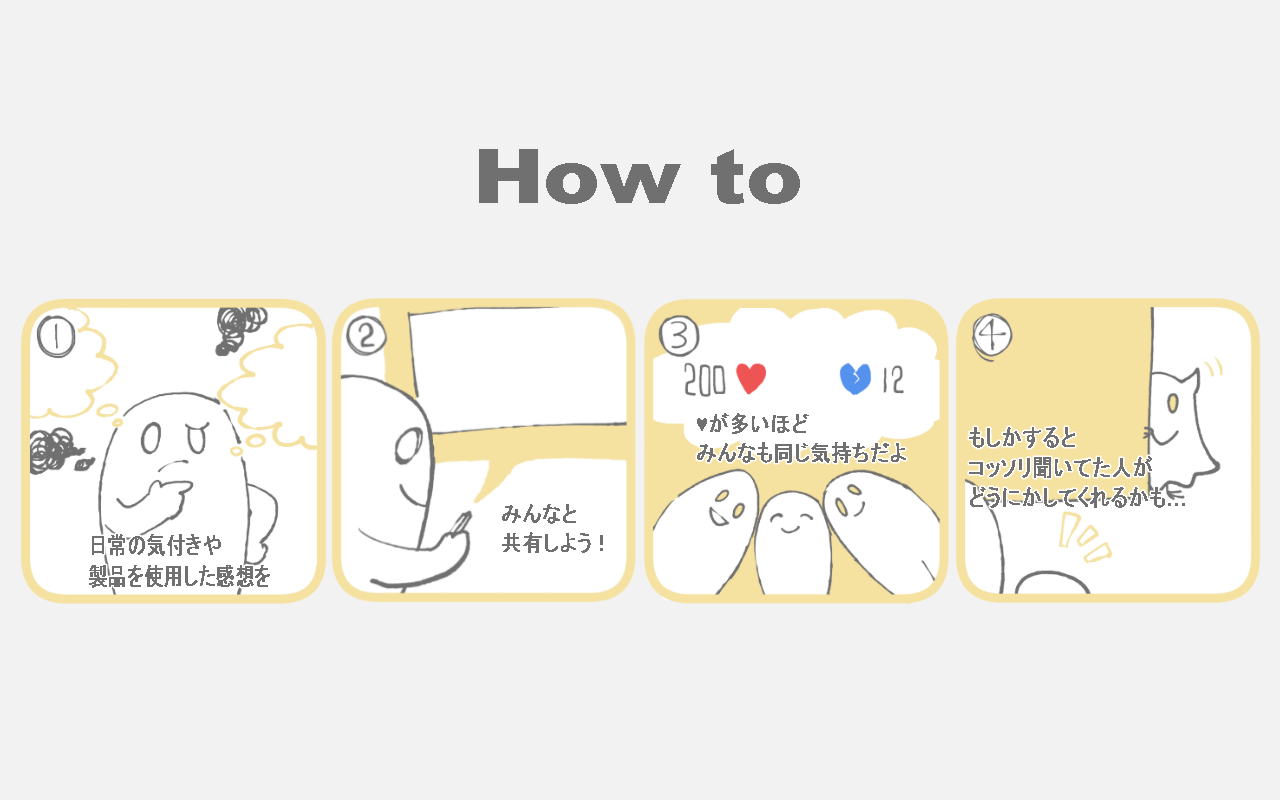 How to
①
日常の気付きや
製品を使用した感想を
②
みんなと
共有しよう！
③
200 ♥ 💔 12
♥が多いほど
みんなも同じ気持ちだよ
④
もしかすると
コッソリ聞いてた人が
どうにかしてくれるかも…